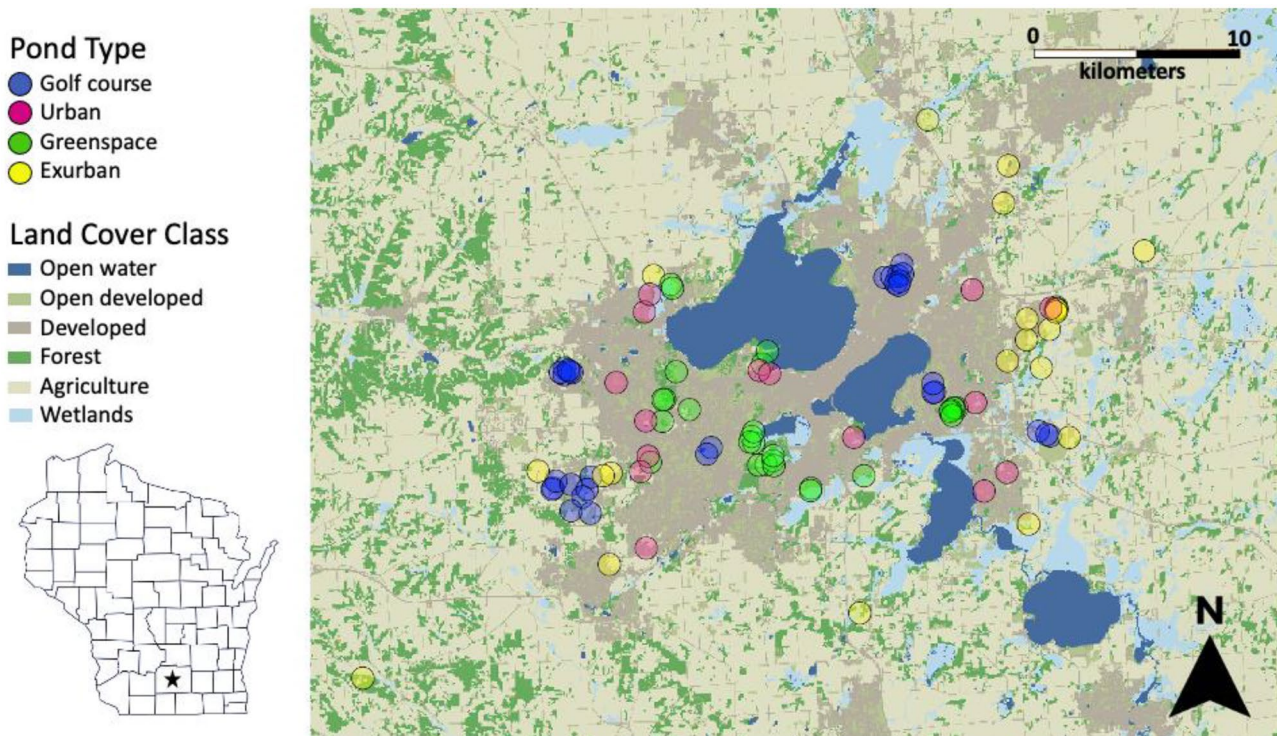 Pond Type
Golf course
Urban
Greenspace
Exurban
Land Cover Class
Open water
Open developed
Developed
Forest
Agriculture
Wetlands
0 10
kilometers
N